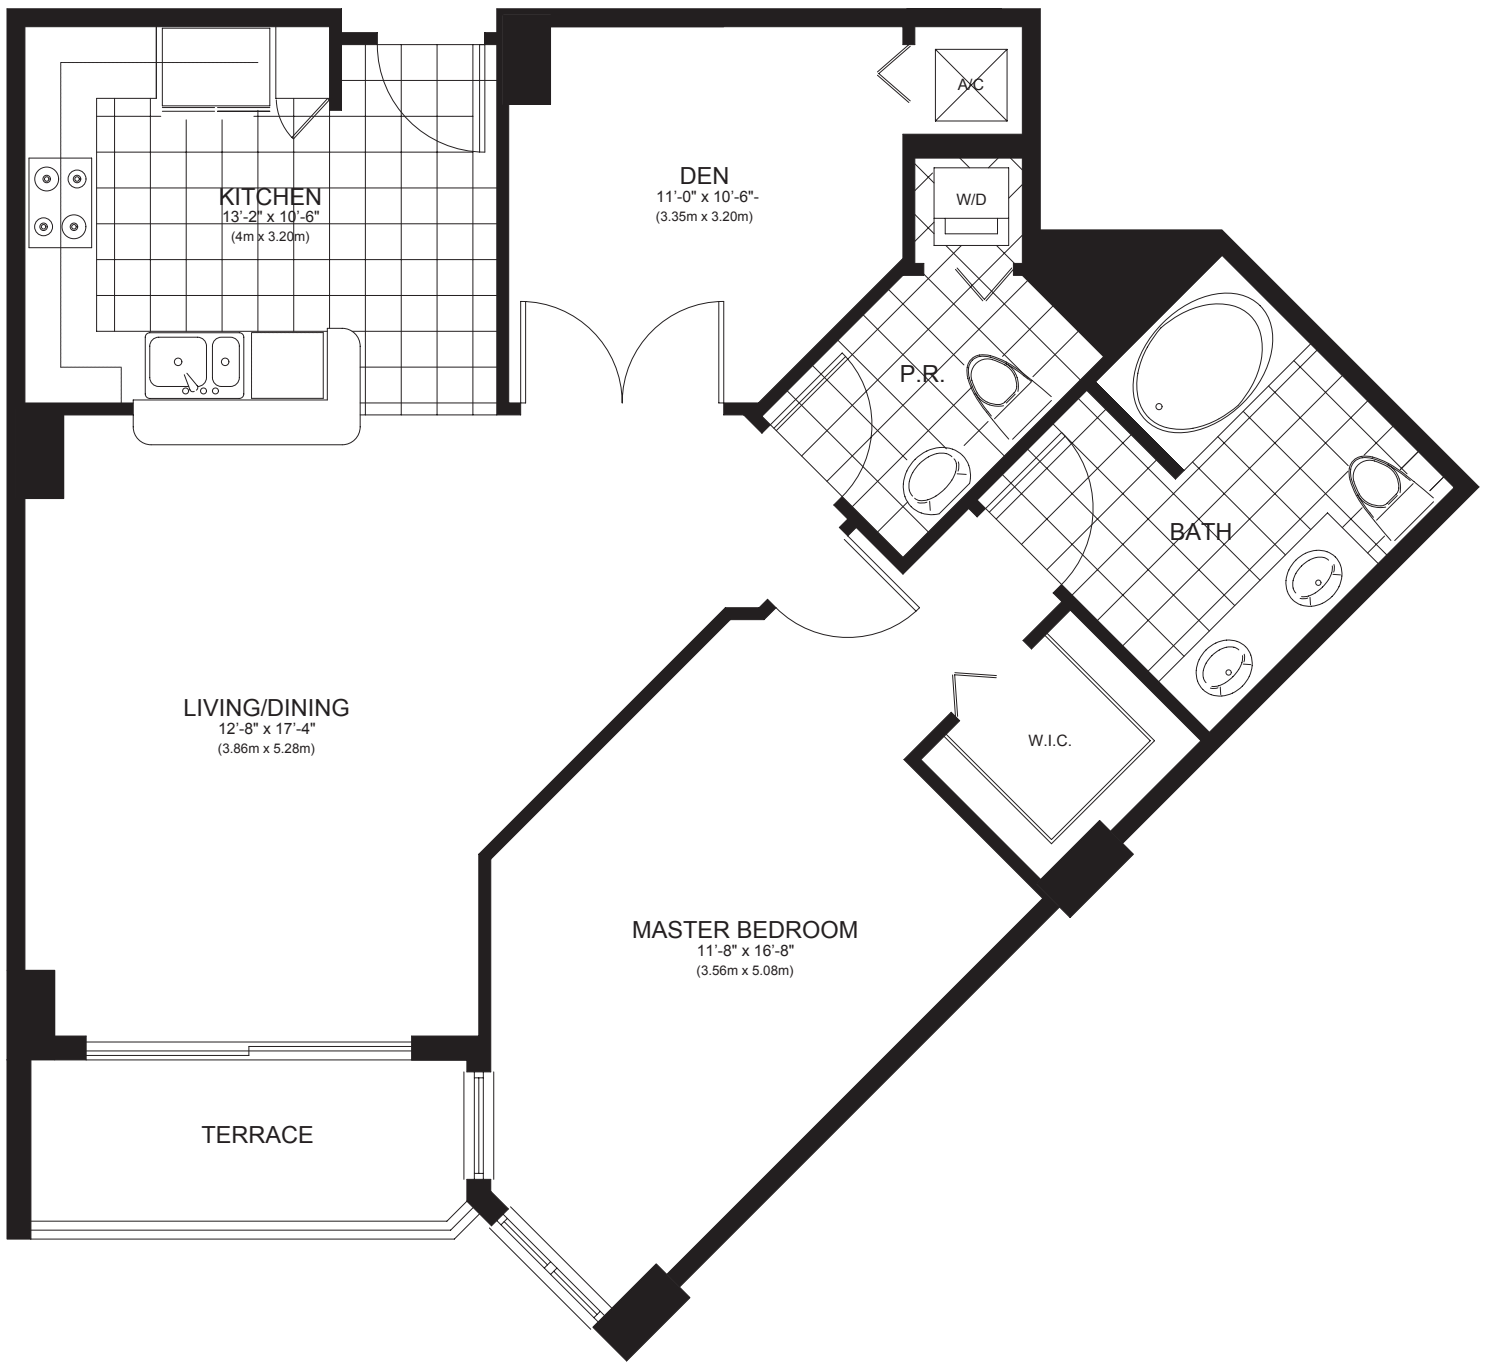 A/C
KITCHEN
13'-2" x 10'-6"
(4m x 3.20m)
DEN
11'-0" x 10'-6"-
(3.35m x 3.20m)
W/D
P.R.
BATH
LIVING/DINING
12'-8" x 17'-4"
(3.86m x 5.28m)
W.I.C.
MASTER BEDROOM
11'-8" x 16'-8"
(3.56m x 5.08m)
TERRACE